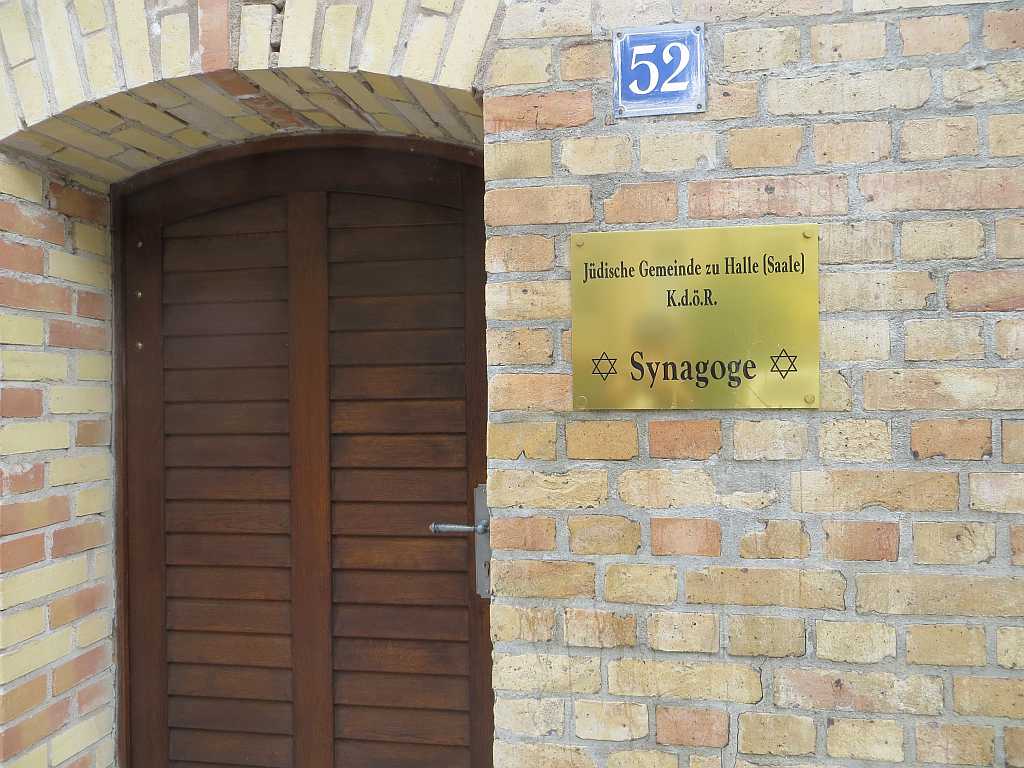 52
Jüdische Gemeinde zu Halle (Saale)
K.d.ö.R.
✡ Synagoge ✡